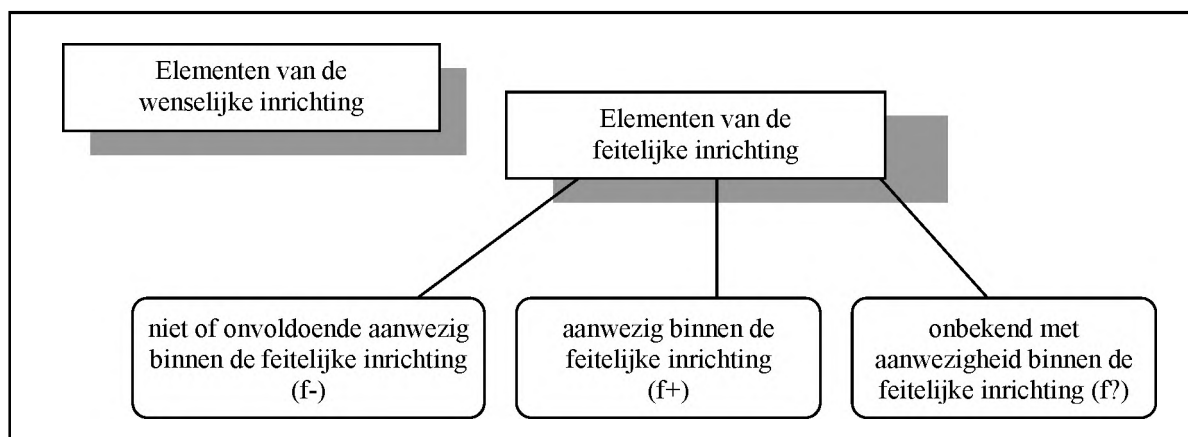 Elementen van de
wenselijke inrichting
Elementen van de
feitelijke inrichting
niet of onvoldoende aanwezig
binnen de feitelijke inrichting
(f-)
aanwezig binnen de
feitelijke inrichting
(f+)
onbekend met
aanwezigheid binnen de
feitelijke inrichting (f?)